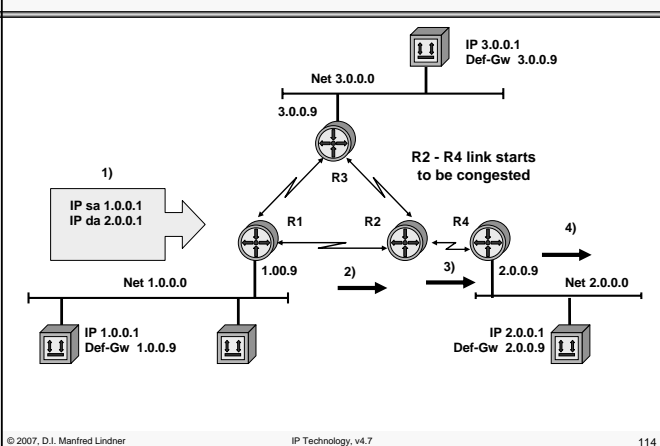 IP 3.0.0.1
Def-Gw 3.0.0.9
Net 3.0.0.0
3.0.0.9
R3
R2 - R4 link starts
to be congested
1)
IP sa 1.0.0.1
IP da 2.0.0.1
R1
R2
R4
4)
1.00.9
2)
3)
2.0.0.9
Net 1.0.0.0
Net 2.0.0.0
IP 1.0.0.1
Def-Gw 1.0.0.9
IP 2.0.0.1
Def-Gw 2.0.0.9
© 2007, D.I. Manfred Lindner
IP Technology, v4.7
114